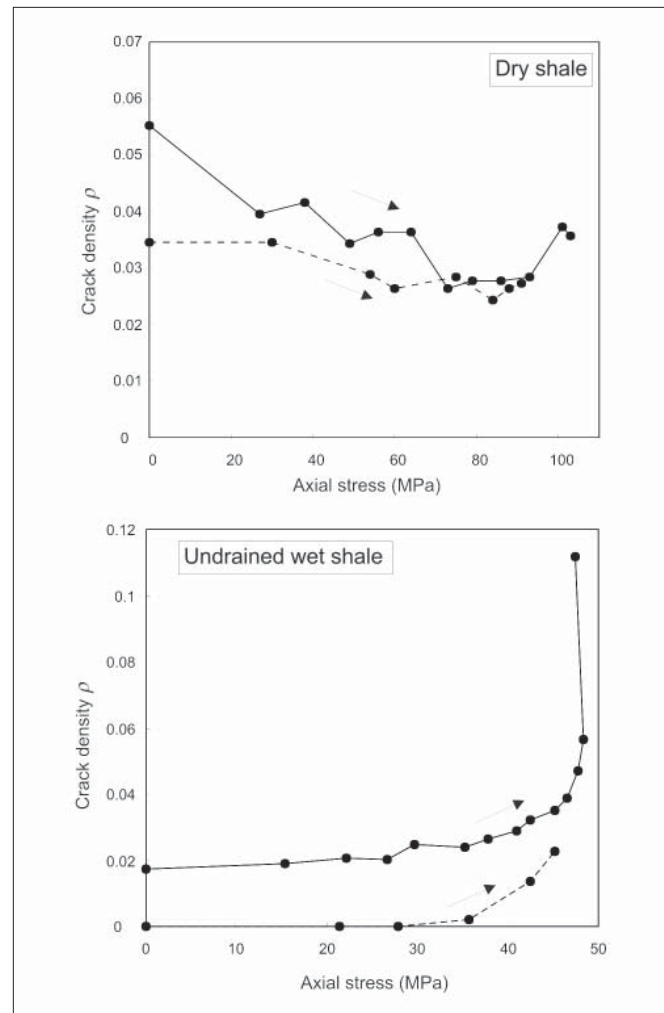 0.07
Dry shale
0.06
0.05
0.04
0.03
0.02
0.01
0
Crack density ρ
0 20 40 60 80 100
Axial stress (MPa)
0.12
Undrained wet shale
0.1
0.08
0.06
0.04
0.02
0
Crack density ρ
0 10 20 30 40 50
Axial stress (MPa)